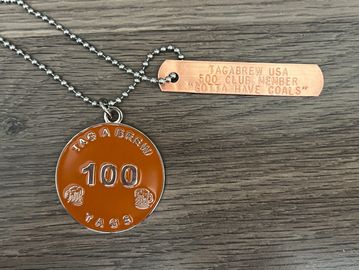 TAGABREW USA
500 CLUB MEMBER
"GOTTA HAVE GOALS"
TAG A BREW
100
TAGS